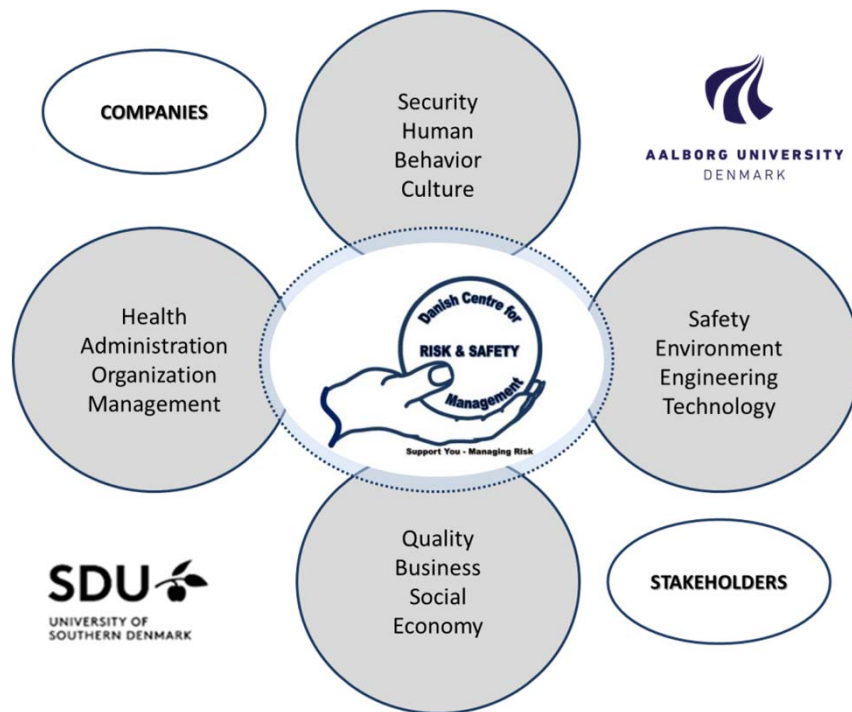 COMPANIES
Security
Human
Behavior
Culture
AALBORG UNIVERSITY
DENMARK
Health
Administration
Organization
Management
Danish Centre for
RISK & SAFETY
Management
Support You - Managing Risk
Safety
Environment
Engineering
Technology
SDU
UNIVERSITY OF
SOUTHERN DENMARK
Quality
Business
Social
Economy
STAKEHOLDERS